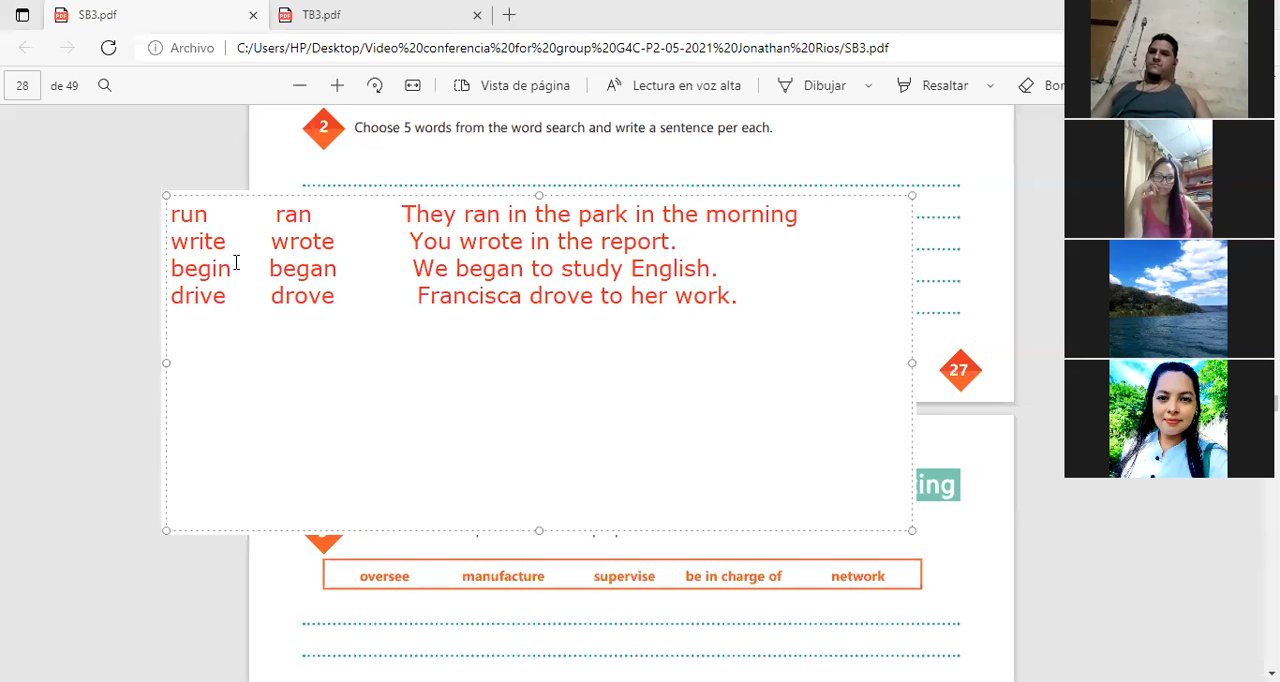 SB3.pdf
TB3.pdf
Archivo C:/Users/HP/Desktop/Video%20conferencia%20for%20group%20G4C-P2-05-2021%20Jonathan%20Rios/SB3.pdf
28 de 49 Vista de página Lectura en voz alta Dibujar Resaltar
2 Choose 5 words from the word search and write a sentence per each.
run ran They ran in the park in the morning
write wrote You wrote in the report.
begin began We began to study English.
drive drove Francisca drove to her work.
27
oversee manufacture supervise be in charge of network